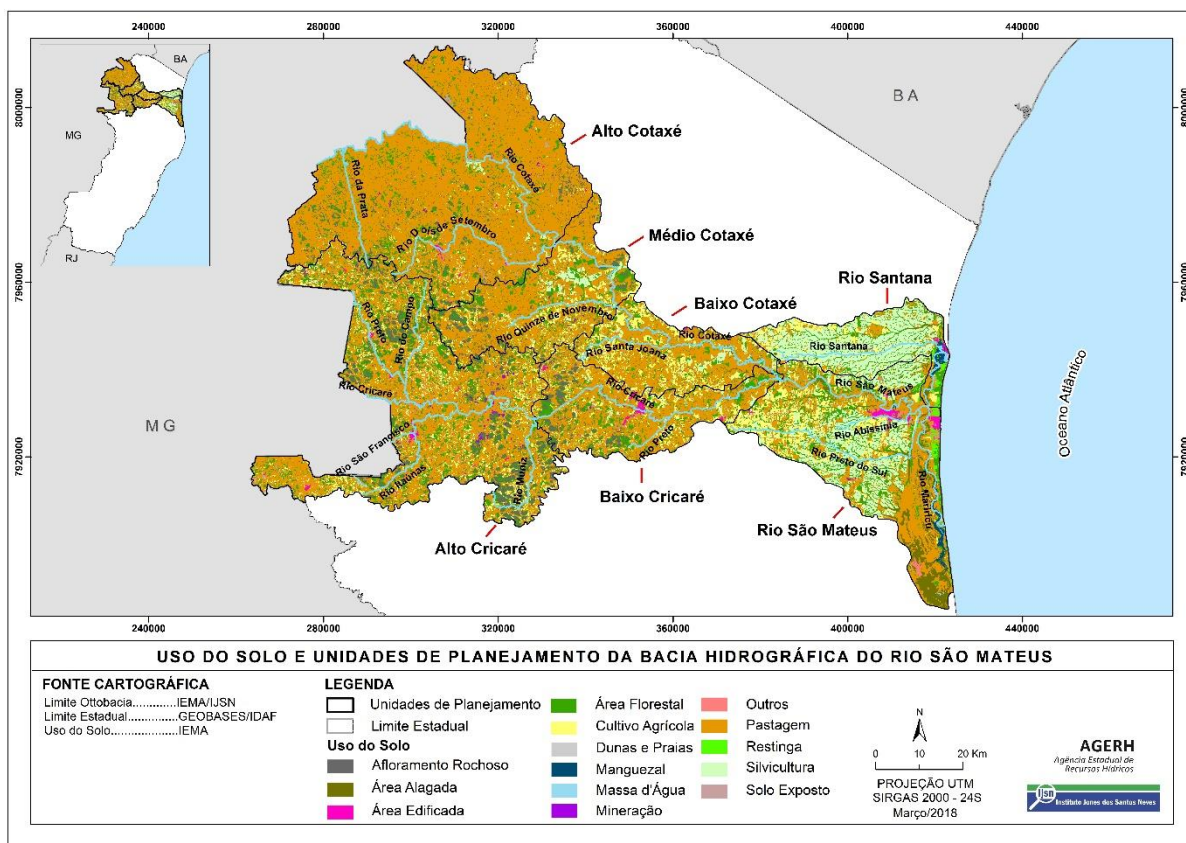 240000 280000 320000 360000 400000 440000
BA
MG
RJ
8000000
8000000
BA
Alto Cotaxé
Rio Cotaxé
Rio da Prata
Rio Dois de Setembro
Médio Cotaxé
Rio Santana
7960000
7960000
Baixo Cotaxé
Rio Preto
Rio do Campo
Rio Quinze de Novembro
Rio Cotaxé
Rio Santana
Rio Santa Joana
Rio Cricaré
Rio Cricaré
Rio São Mateus
Oceano Atlântico
MG
Rio São Francisco
Rio Abissínia
7920000
7920000
Rio Itaúnas
Rio Muniz
Rio Preto
Rio Preto do Sul
Rio Mariricu
Baixo Cricaré
Rio São Mateus
Alto Cricaré
240000 280000 320000 360000 400000 440000
USO DO SOLO E UNIDADES DE PLANEJAMENTO DA BACIA HIDROGRÁFICA DO RIO SÃO MATEUS
FONTE CARTOGRÁFICA
Limite Ottobacia.............IEMA/IJSN
Limite Estadual..............GEOBASES/IDAF
Uso do Solo...................IEMA
LEGENDA
Unidades de Planejamento
Limite Estadual
Uso do Solo
Afloramento Rochoso
Área Alagada
Área Edificada
Área Florestal
Cultivo Agrícola
Dunas e Praias
Manguezal
Massa d'Água
Mineração
Outros
Pastagem
Restinga
Silvicultura
Solo Exposto
N
0 10 20 Km
PROJEÇÃO UTM
SIRGAS 2000 - 24S
Março/2018
AGERH
Agência Estadual de
Recursos Hídricos
ijsn
Instituto Jones dos Santos Neves